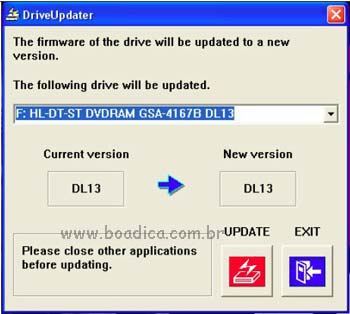 DriveUpdater
The firmware of the drive will be updated to a new
version.
The following drive will be updated.
F: HL-DT-ST DVDRAM GSA-4167B DL13
Current version
New version
DL13
DL13
www.boadica.com.br
UPDATE
EXIT
Please close other applications
before updating.